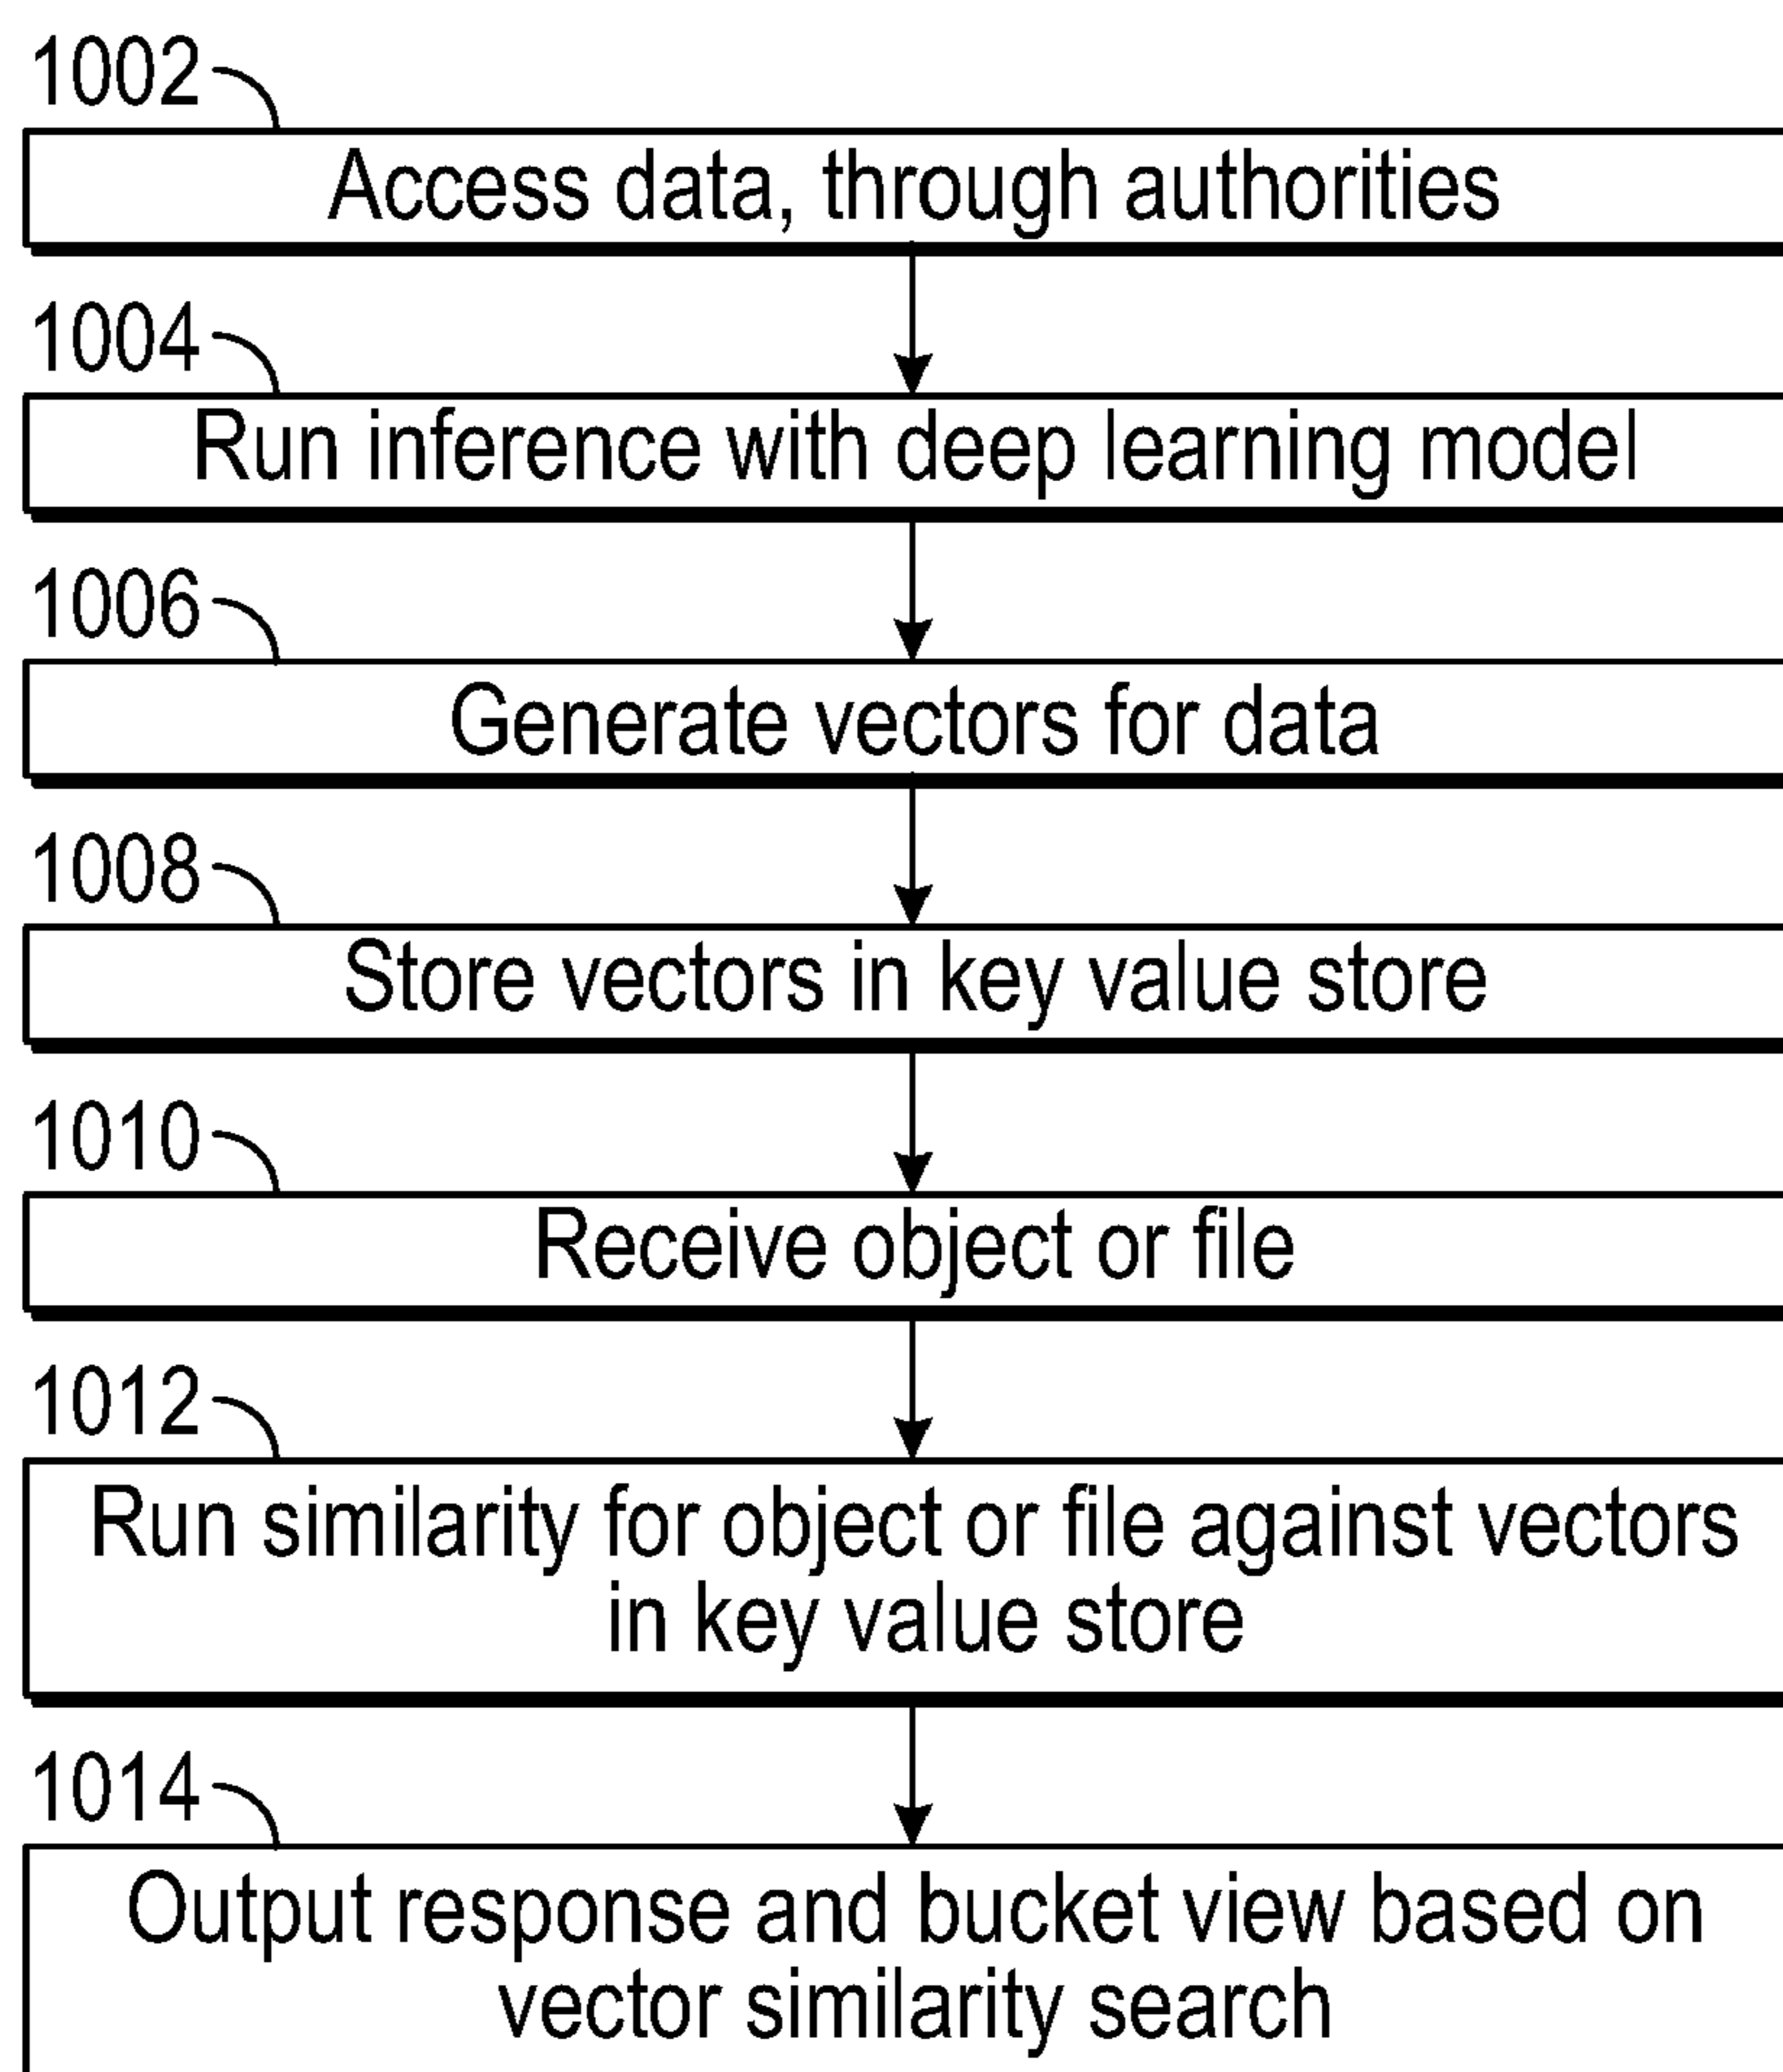 1002
Access data, through authorities
1004
Run inference with deep learning model
1006
Generate vectors for data
1008
Store vectors in key value store
1010
Receive object or file
1012
Run similarity for object or file against vectors
in key value store
1014
Output response and bucket view based on
vector similarity search